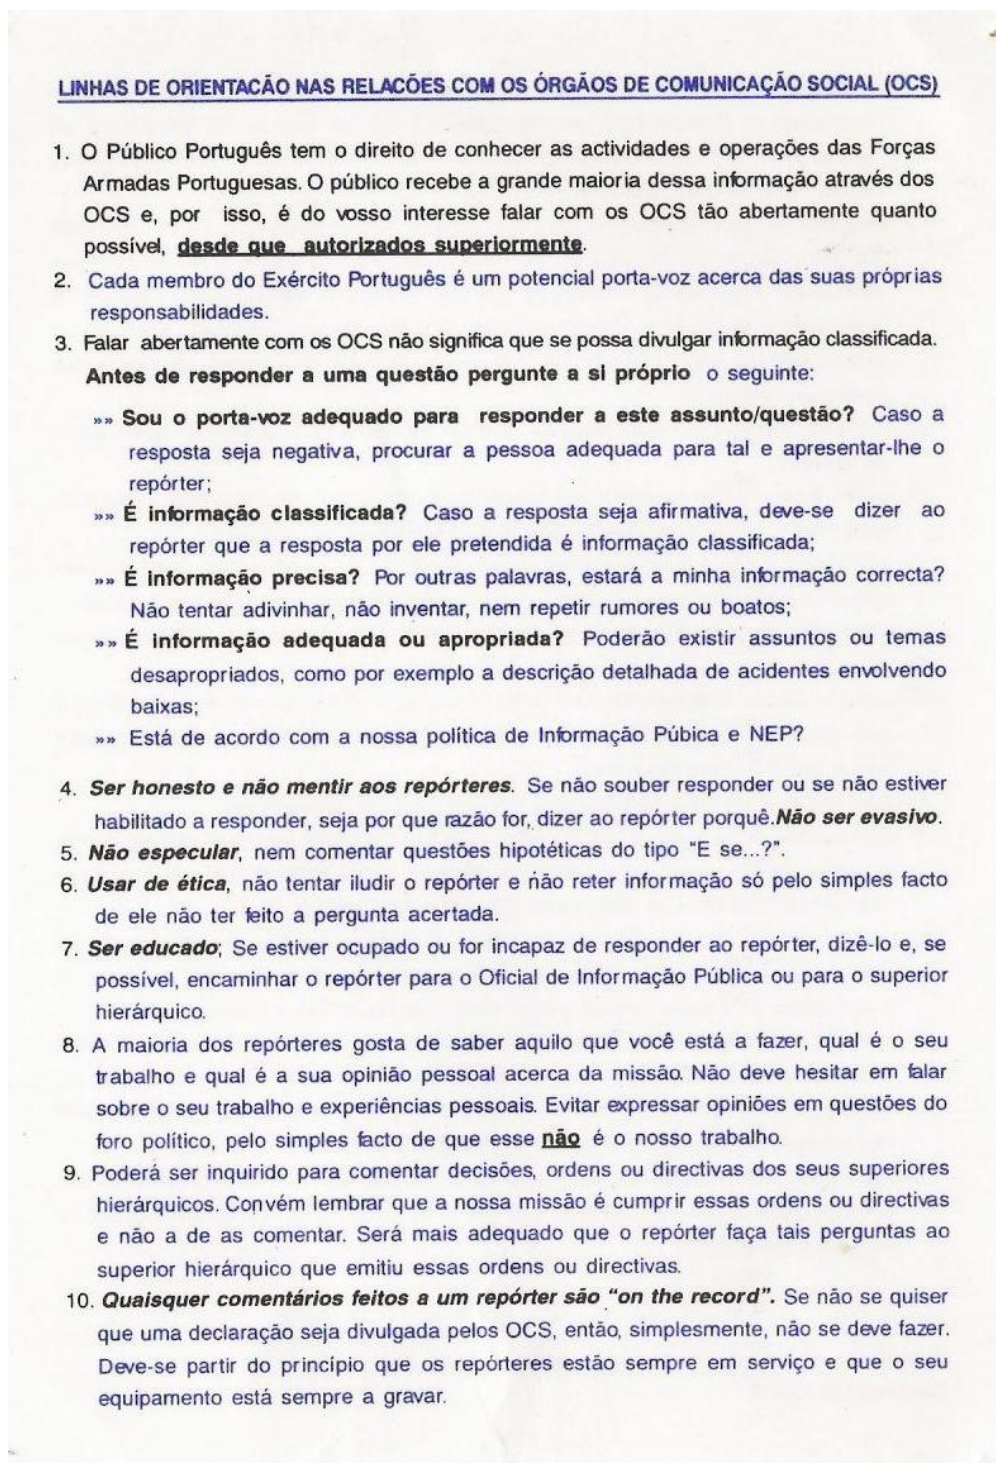 LINHAS DE ORIENTACÃO NAS RELACÕES COM OS ÓRGÃOS DE COMUNICAÇÃO SOCIAL (OCS)
1. O Público Português tem o direito de conhecer as actividades e operações das Forças
Armadas Portuguesas. O público recebe a grande maioria dessa informação através dos
OCS e, por isso, é do vosso interesse falar com os OCS tão abertamente quanto
possível, desde que autorizados superiormente.
2. Cada membro do Exército Português é um potencial porta-voz acerca das suas próprias
responsabilidades.
3. Falar abertamente com os OCS não significa que se possa divulgar informação classificada.
Antes de responder a uma questão pergunte a si próprio o seguinte:
»» Sou o porta-voz adequado para responder a este assunto/questão? Caso a
resposta seja negativa, procurar a pessoa adequada para tal e apresentar-lhe o
repórter;
»» É informação classificada? Caso a resposta seja afirmativa, deve-se dizer ao
repórter que a resposta por ele pretendida é informação classificada;
»» É informação precisa? Por outras palavras, estará a minha informação correcta?
Não tentar adivinhar, não inventar, nem repetir rumores ou boatos;
»» É informação adequada ou apropriada? Poderão existir assuntos ou temas
desapropriados, como por exemplo a descrição detalhada de acidentes envolvendo
baixas;
»» Está de acordo com a nossa política de Informação Púbica e NEP?
4. Ser honesto e não mentir aos repórteres. Se não souber responder ou se não estiver
habilitado a responder, seja por que razão for, dizer ao repórter porquê.Não ser evasivo.
5. Não especular, nem comentar questões hipotéticas do tipo “E se...?”.
6. Usar de ética, não tentar iludir o repórter e não reter informação só pelo simples facto
de ele não ter feito a pergunta acertada.
7. Ser educado; Se estiver ocupado ou for incapaz de responder ao repórter, dizê-lo e, se
possível, encaminhar o repórter para o Oficial de Informação Pública ou para o superior
hierárquico.
8. A maioria dos repórteres gosta de saber aquilo que você está a fazer, qual é o seu
trabalho e qual é a sua opinião pessoal acerca da missão. Não deve hesitar em falar
sobre o seu trabalho e experiências pessoais. Evitar expressar opiniões em questões do
foro político, pelo simples facto de que esse não é o nosso trabalho.
9. Poderá ser inquirido para comentar decisões, ordens ou directivas dos seus superiores
hierárquicos. Convém lembrar que a nossa missão é cumprir essas ordens ou directivas
e não a de as comentar. Será mais adequado que o repórter faça tais perguntas ao
superior hierárquico que emitiu essas ordens ou directivas.
10. Quaisquer comentários feitos a um repórter são “on the record”. Se não se quiser
que uma declaração seja divulgada pelos OCS, então, simplesmente, não se deve fazer.
Deve-se partir do princípio que os repórteres estão sempre em serviço e que o seu
equipamento está sempre a gravar.